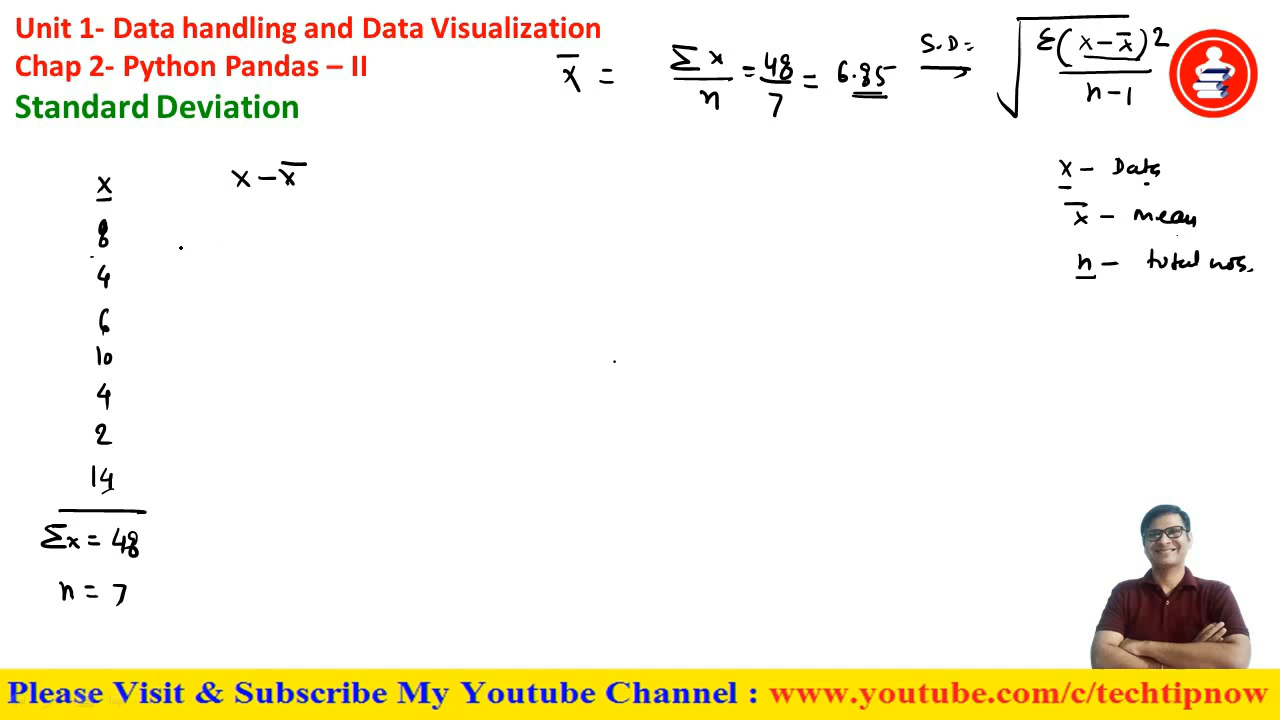 Unit 1- Data handling and Data Visualization
Chap 2- Python Pandas – II
Standard Deviation
x̄ = Σx/n = 48/7 = 6.85
S.D = √(Σ(x-x̄)2/n-1)
x - Data
x̄ - mean
n - total nos.
x x-x̄
8
4
6
10
4
2
14
Σx = 48
n = 7
Please Visit & Subscribe My Youtube Channel : www.youtube.com/c/techtipnow